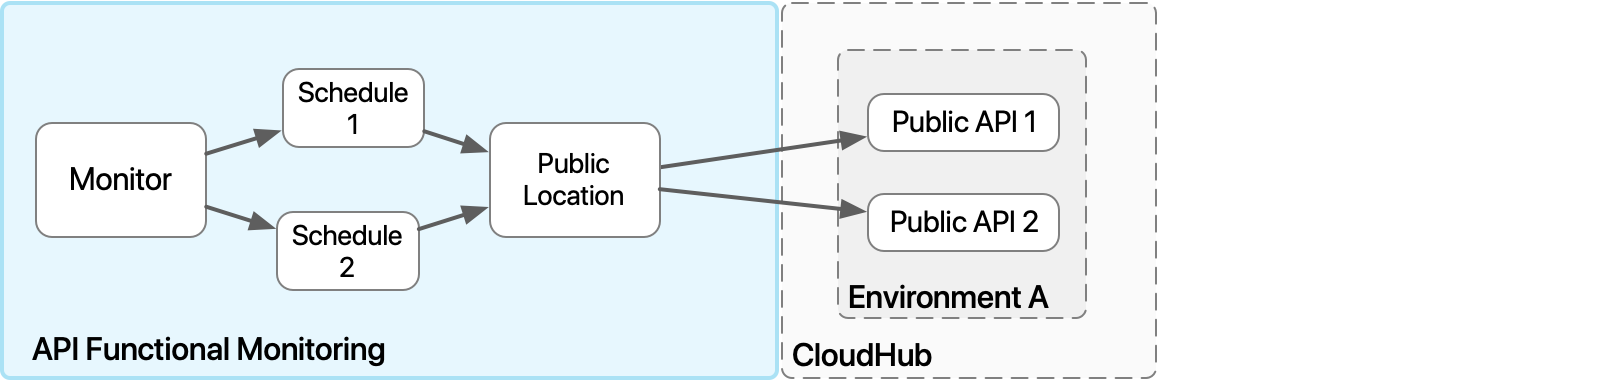 Monitor
Schedule
1
Schedule
2
Public
Location
API Functional Monitoring
Public API 1
Public API 2
Environment A
CloudHub